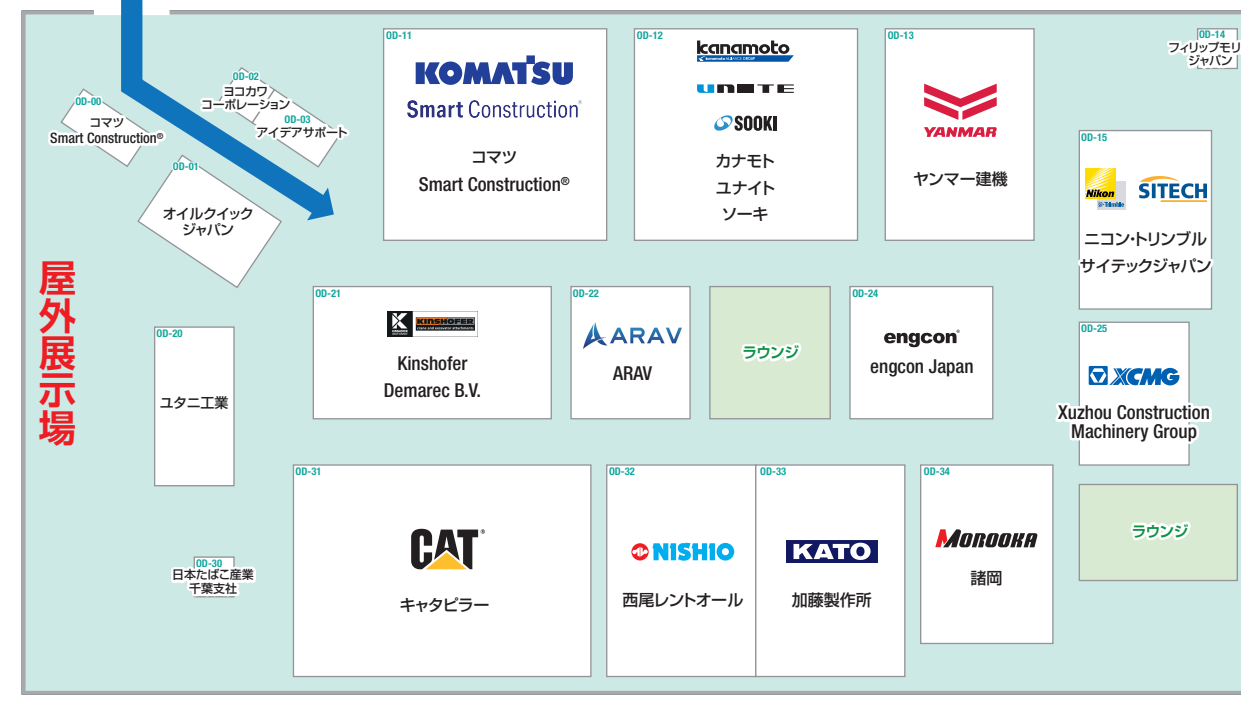 屋外展示場
OD-00
コマツ
Smart Construction®
OD-02
ヨコカワ
コーポレーション
OD-03
アイデアサポート
OD-01
オイルクイック
ジャパン
OD-11
KOMATSU
Smart Construction
コマツ
Smart Construction®
OD-12
kanamoto
UNITE
SOOKI
カナモト
ユナイト
ソーキ
OD-13
YANMAR
ヤンマー建機
OD-14
フィリップモリ
ジャパン
OD-15
Nikon
SITECH
ニコン・トリンブル
サイテックジャパン
OD-20
ユタニ工業
OD-21
KINSHOFER
Kinshofer
Demarec B.V.
OD-22
ARAV
ARAV
ラウンジ
OD-24
engcon
engcon Japan
OD-25
XCMG
Xuzhou Construction
Machinery Group
OD-30
日本たばこ産業
千葉支社
OD-31
CAT
キャタピラー
OD-32
NISHIO
西尾レントオール
OD-33
KATO
加藤製作所
OD-34
MOROOKA
諸岡
ラウンジ